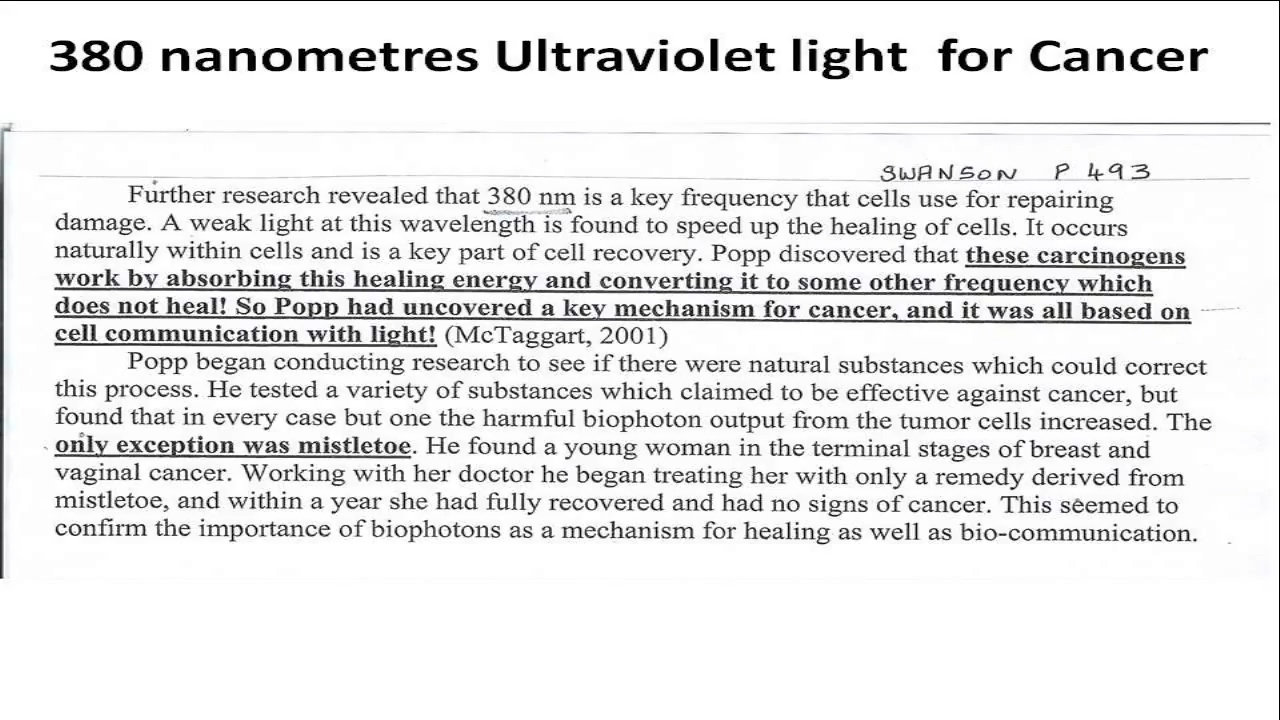 380 nanometres Ultraviolet light for Cancer
SWANSON P 493
Further research revealed that 380 nm is a key frequency that cells use for repairing
damage. A weak light at this wavelength is found to speed up the healing of cells. It occurs
naturally within cells and is a key part of cell recovery. Popp discovered that these carcinogens
work by absorbing this healing energy and converting it to some other frequency which
does not heal! So Popp had uncovered a key mechanism for cancer, and it was all based on
cell communication with light! (McTaggart, 2001)
Popp began conducting research to see if there were natural substances which could correct
this process. He tested a variety of substances which claimed to be effective against cancer, but
found that in every case but one the harmful biophoton output from the tumor cells increased. The
only exception was mistletoe. He found a young woman in the terminal stages of breast and
vaginal cancer. Working with her doctor he began treating her with only a remedy derived from
mistletoe, and within a year she had fully recovered and had no signs of cancer. This seemed to
confirm the importance of biophotons as a mechanism for healing as well as bio-communication.